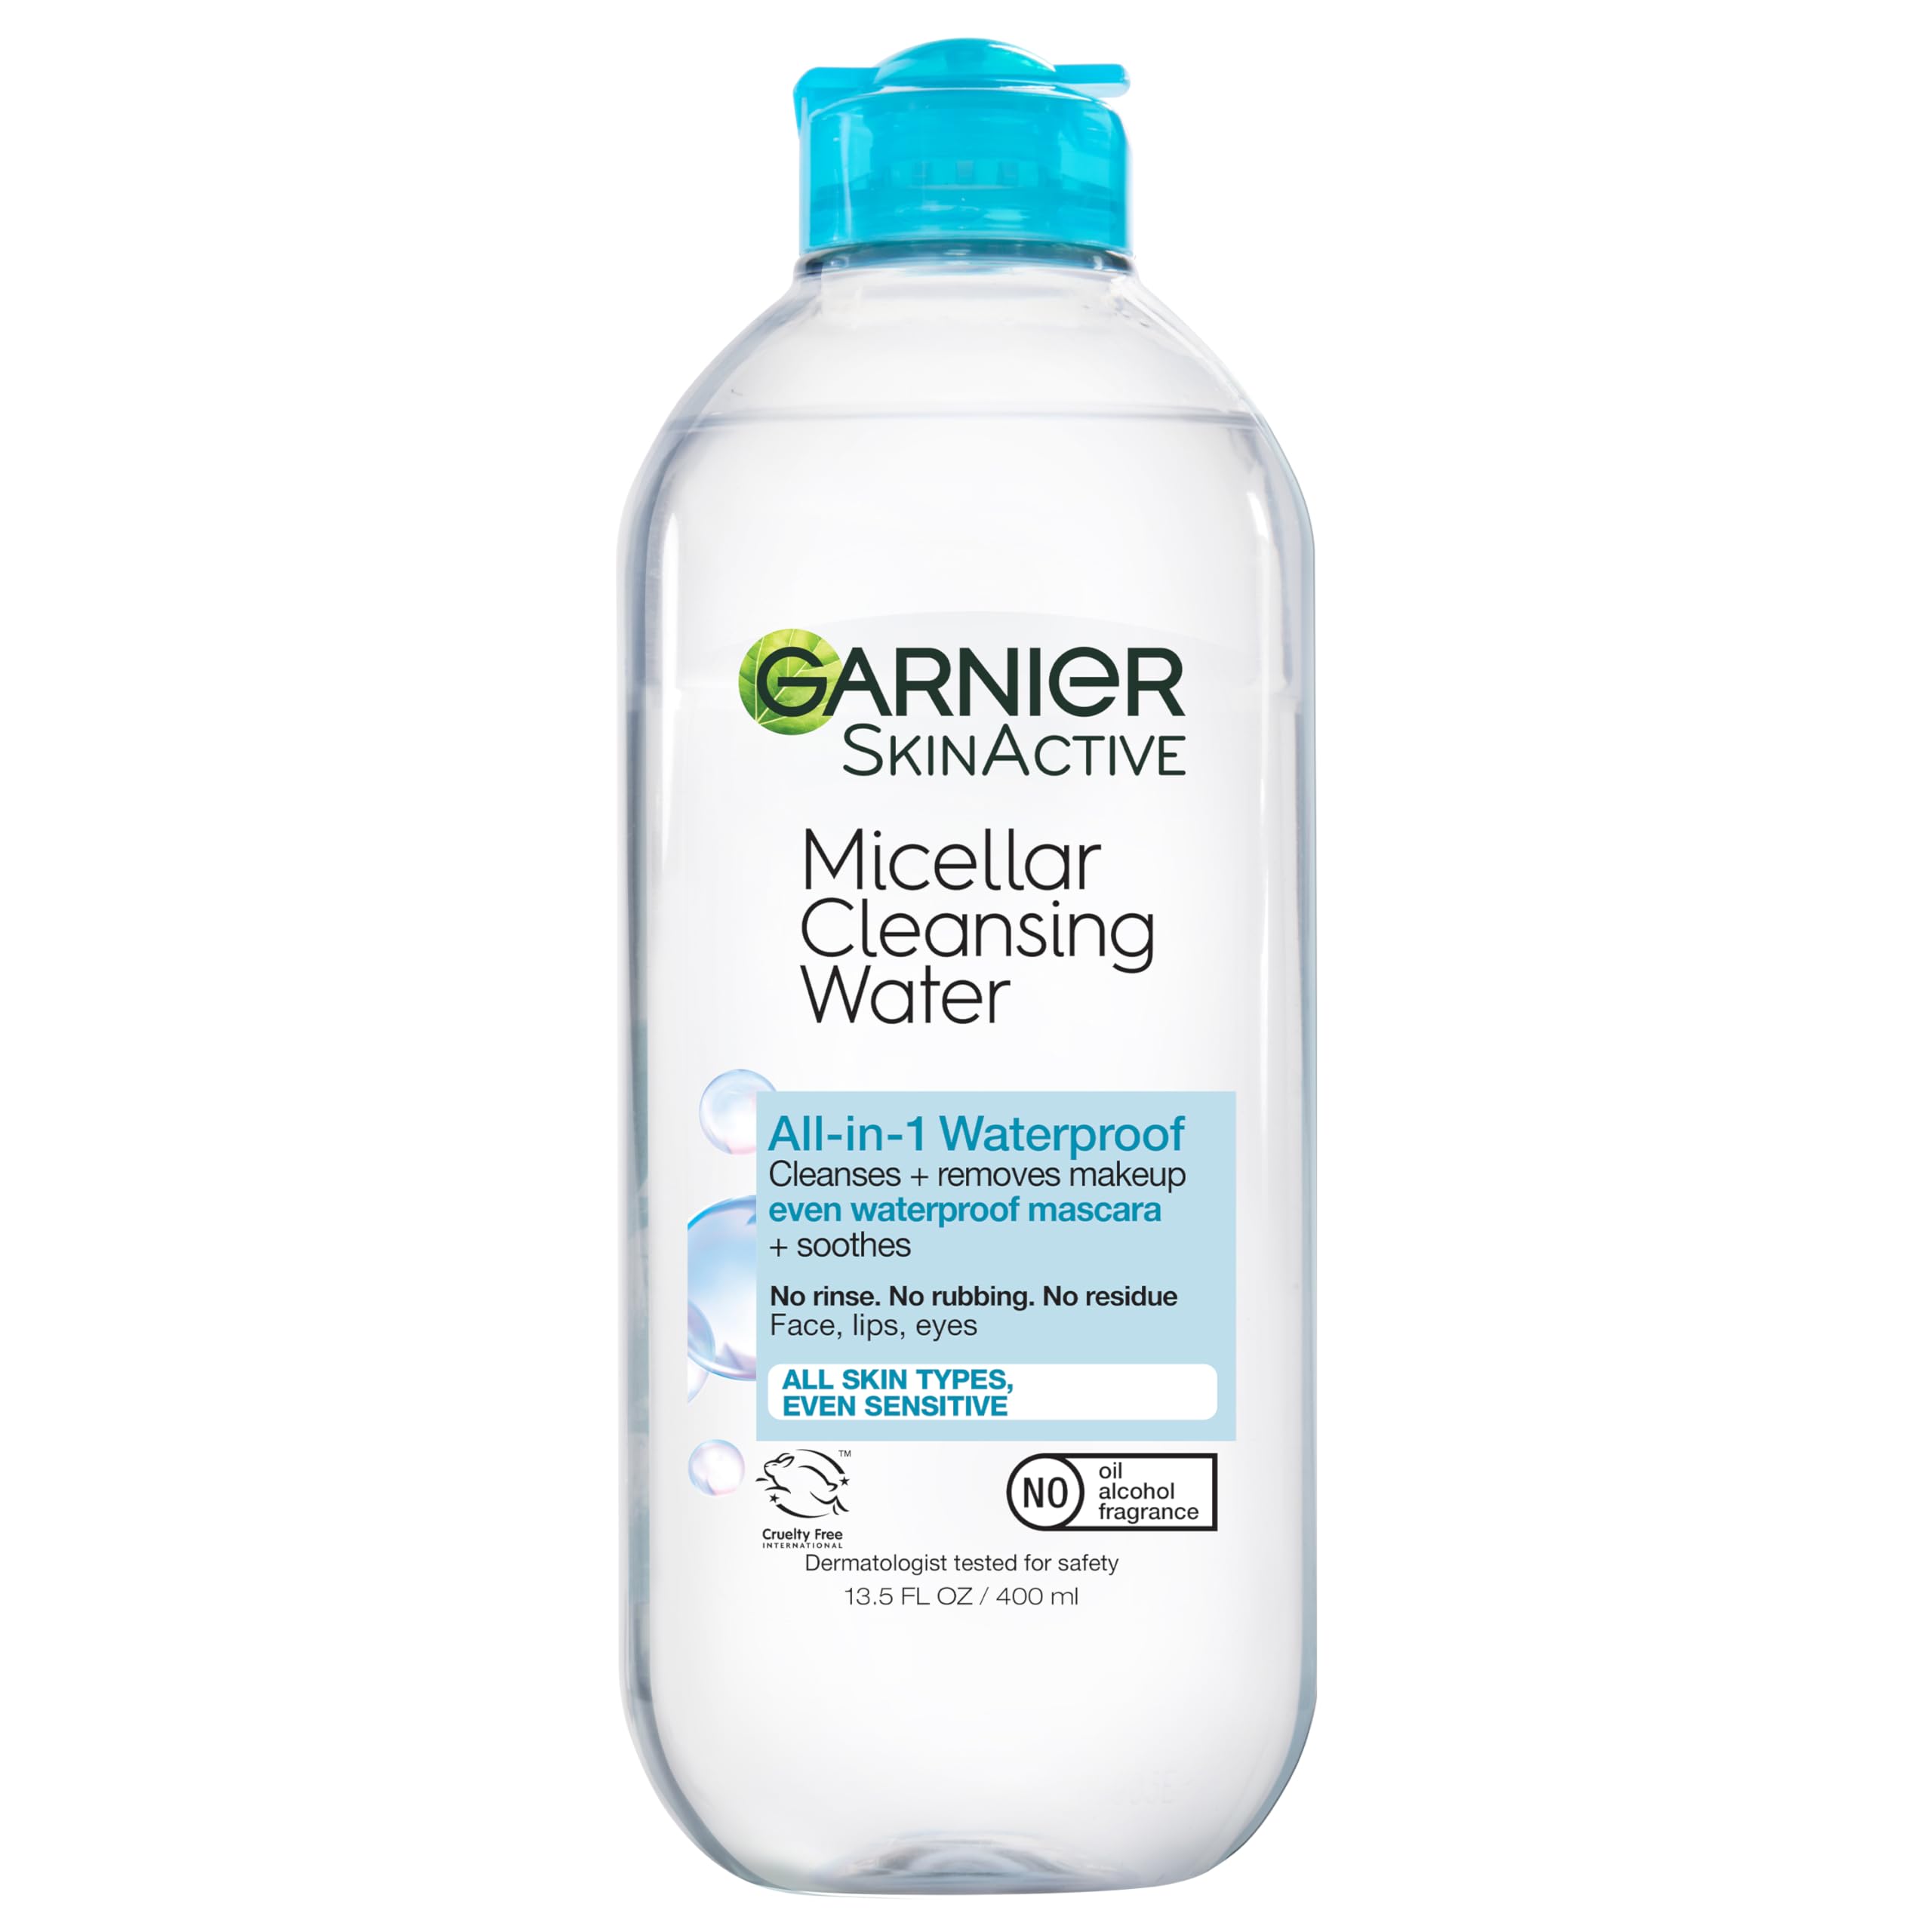 GARNIER
SKINACTIVE
Micellar
Cleansing
Water
All-in-1 Waterproof
Cleanses + removes makeup
even waterproof mascara
+ soothes
No rinse. No rubbing. No residue
Face, lips, eyes
ALL SKIN TYPES,
EVEN SENSITIVE
TM
Cruelty Free
INTERNATIONAL
NO
oil
alcohol
fragrance
Dermatologist tested for safety
13.5 FL OZ / 400 ml